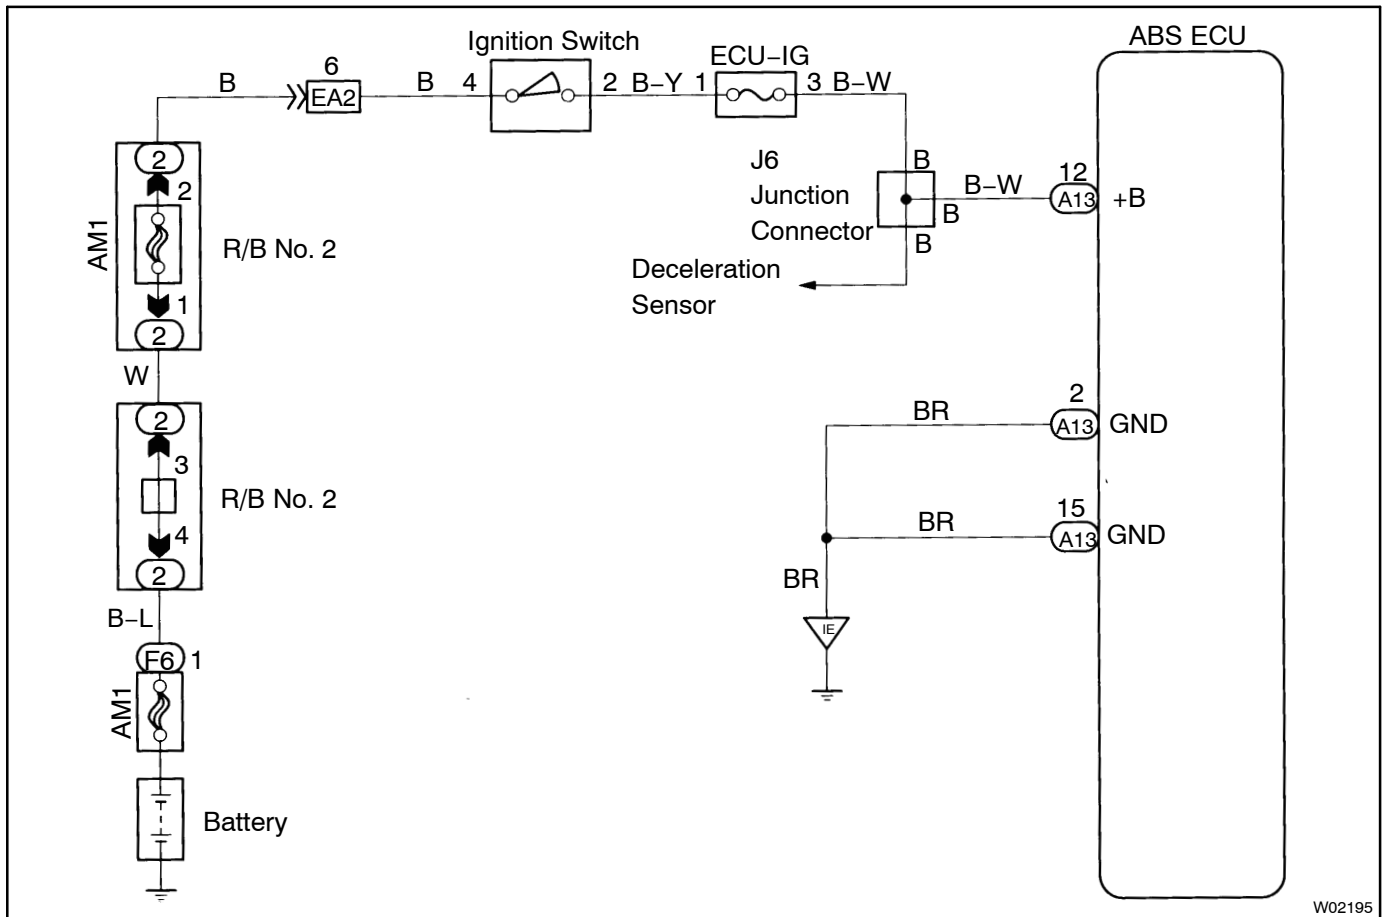 Ignition Switch
ABS ECU
ECU–IG
B
6
EA2
B
4
2
B–Y
1
3
B–W
2
2
AM1
R/B No. 2
1
2
J6
Junction
Connector
B
B
B
B–W
12
A13
+B
Deceleration
Sensor
W
2
3
R/B No. 2
4
2
BR
2
A13
GND
BR
15
A13
GND
BR
IE
B–L
F6
1
AM1
Battery
W02195